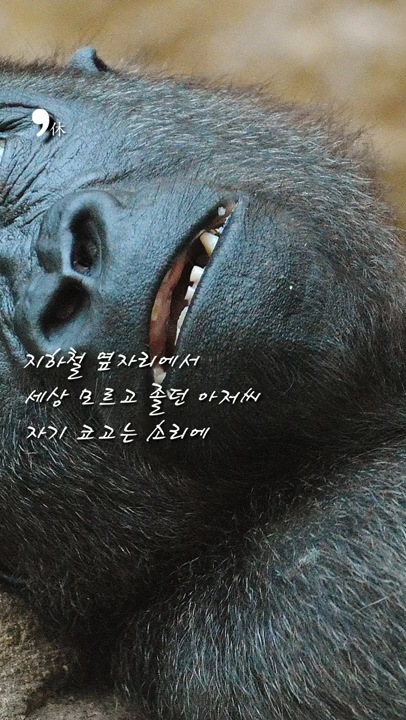 ,休
지하철 옆자리에서
세상 모르고 졸던 아저씨
자기 코고는 소리에